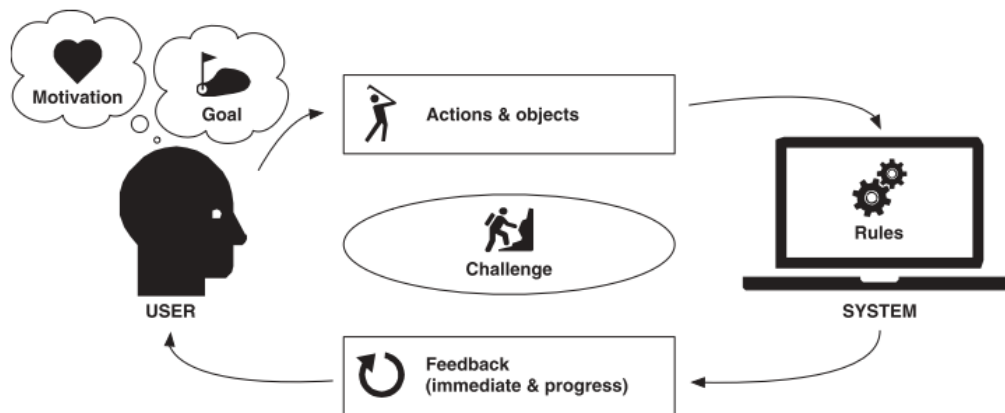 Motivation
Goal
Actions & objects
Rules
Challenge
USER
SYSTEM
Feedback
(immediate & progress)